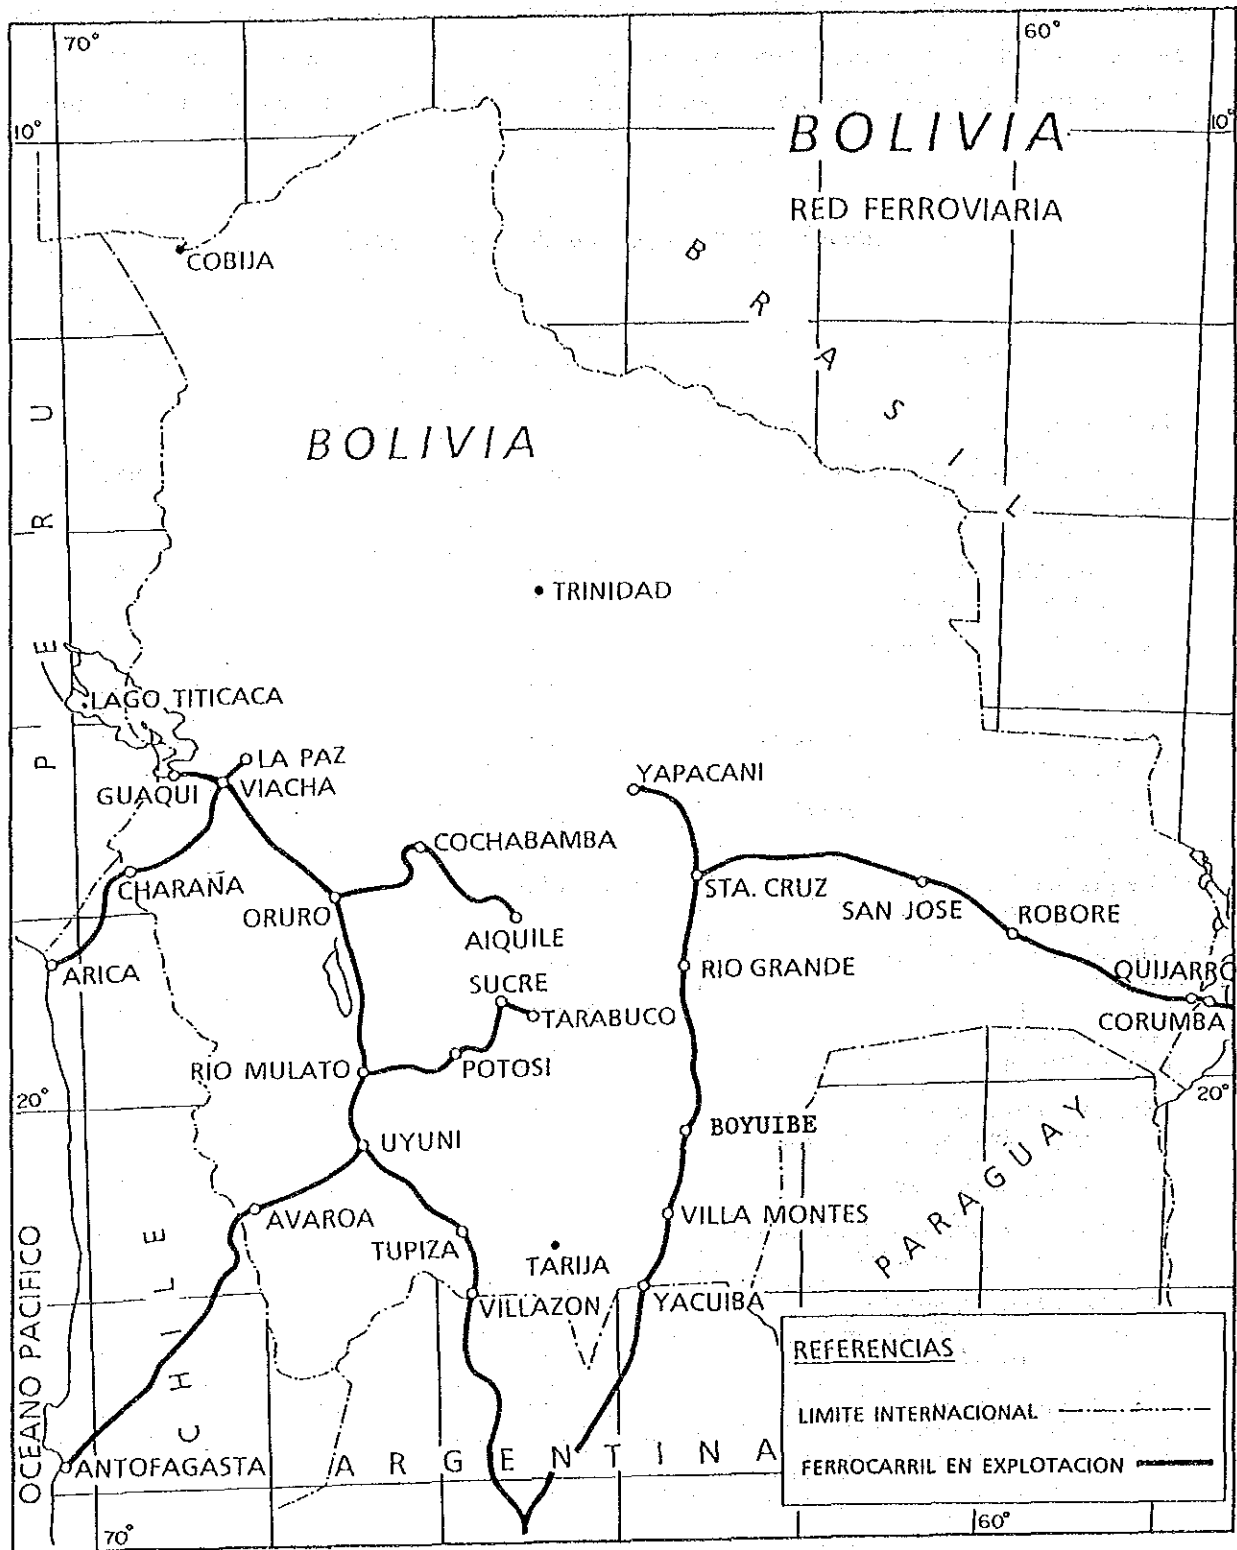 70°
60°
10°
BOLIVIA
10°
RED FERROVIARIA
BRASIL
COBIJA
PERU
BOLIVIA
TRINIDAD
LAGO TITICACA
LA PAZ
GUAQUI
VIACHA
YAPACANI
COCHABAMBA
CHARAÑA
ORURO
STA. CRUZ
SAN JOSE
ROBORE
AIQUILE
ARICA
RIO GRANDE
QUIJARRO
SUCRE
TARABUCO
CORUMBA
RIO MULATO
POTOSI
20°
20°
UYUNI
BOYUIBE
PARAGUAY
AVAROA
VILLA MONTES
TUPIZA
TARIJA
VILLAZON
YACUIBA
OCEANO PACIFICO
CHILE
REFERENCIAS
LIMITE INTERNACIONAL
FERROCARRIL EN EXPLOTACION
ANTOFAGASTA
ARGENTINA
70°
60°